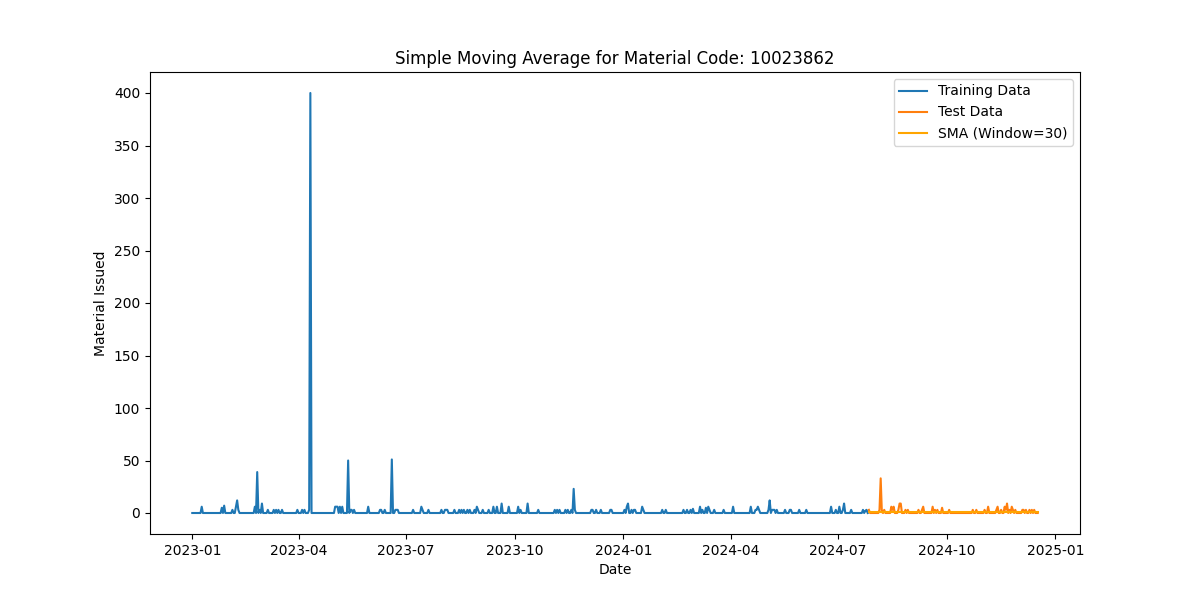 Simple Moving Average for Material Code: 10023862
Training Data
Test Data
SMA (Window=30)
Material Issued
400
350
300
250
200
150
100
50
0
2023-01 2023-04 2023-07 2023-10 2024-01 2024-04 2024-07 2024-10 2025-01
Date